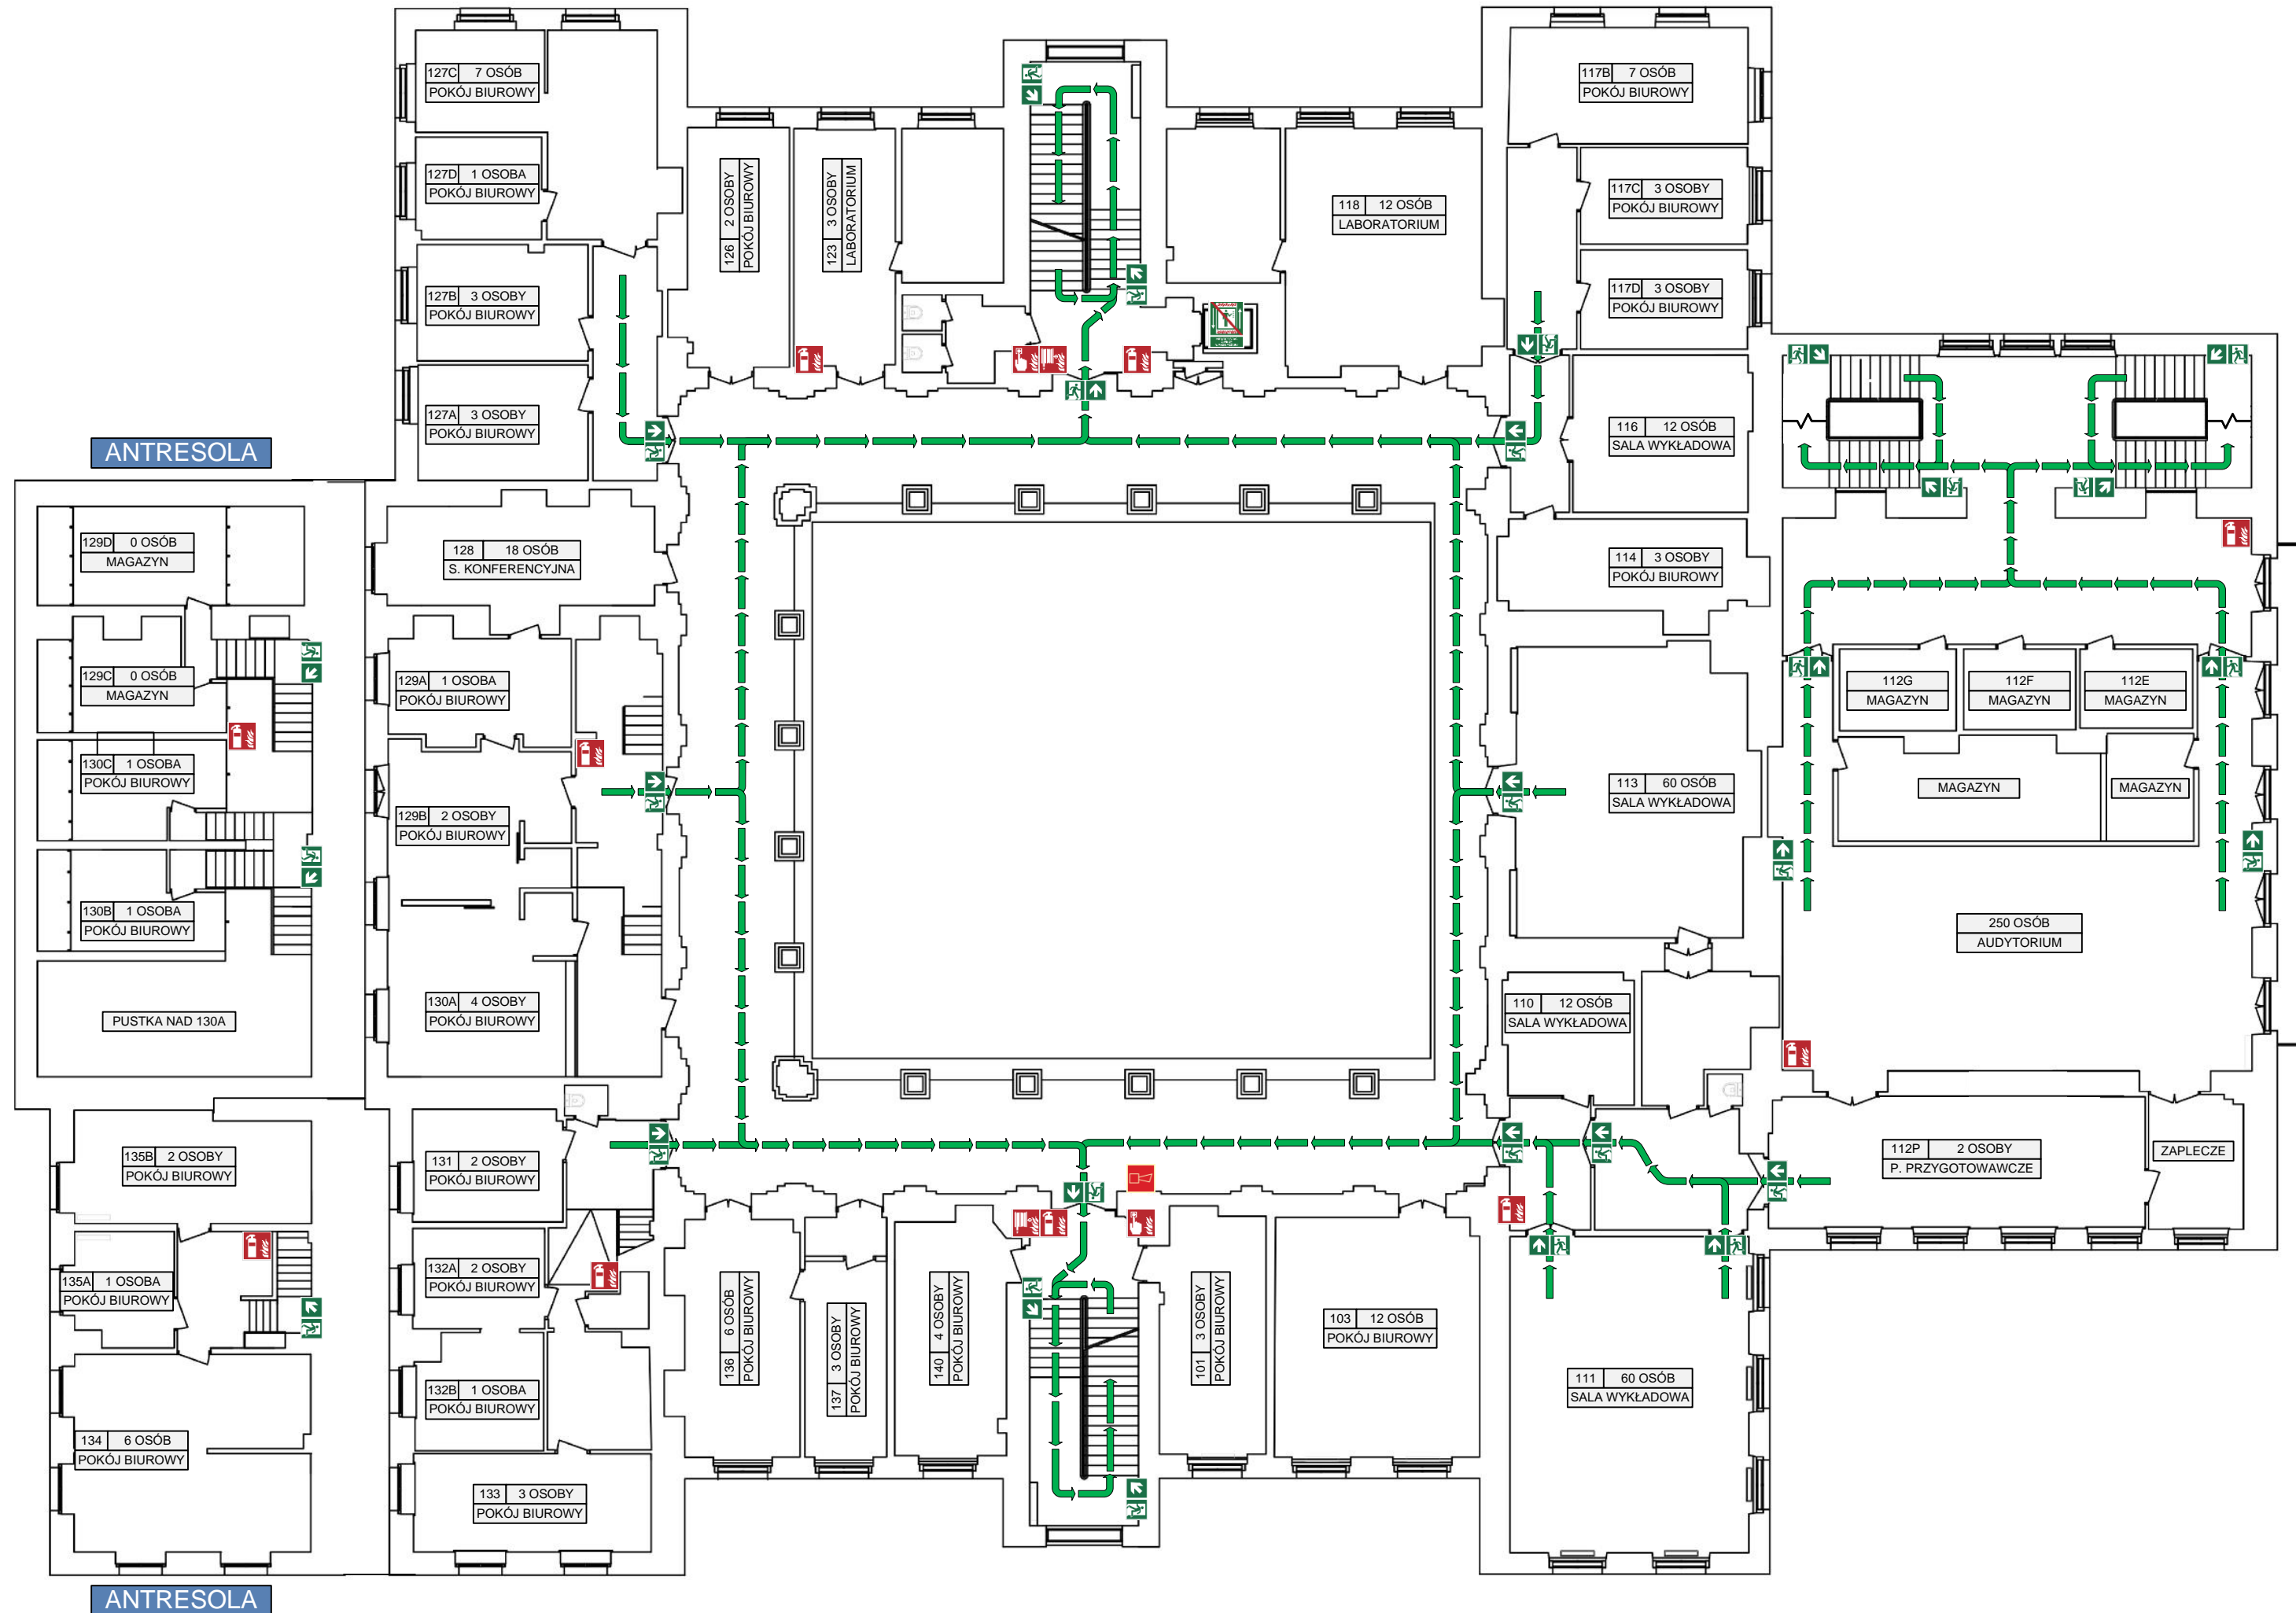 127C 7 OSÓB
POKÓJ BIUROWY
117B 7 OSÓB
POKÓJ BIUROWY
127D 1 OSOBA
POKÓJ BIUROWY
126 2 OSOBY
POKÓJ BIUROWY
123 3 OSOBY
LABORATORIUM
118 12 OSÓB
LABORATORIUM
117C 3 OSOBY
POKÓJ BIUROWY
127B 3 OSOBY
POKÓJ BIUROWY
117D 3 OSOBY
POKÓJ BIUROWY
127A 3 OSOBY
POKÓJ BIUROWY
116 12 OSÓB
SALA WYKŁADOWA
ANTRESOLA
129D 0 OSÓB
MAGAZYN
128 18 OSÓB
S. KONFERENCYJNA
114 3 OSOBY
POKÓJ BIUROWY
129C 0 OSÓB
MAGAZYN
129A 1 OSOBA
POKÓJ BIUROWY
112G
MAGAZYN
112F
MAGAZYN
112E
MAGAZYN
130C 1 OSOBA
POKÓJ BIUROWY
113 60 OSÓB
SALA WYKŁADOWA
MAGAZYN
MAGAZYN
129B 2 OSOBY
POKÓJ BIUROWY
130B 1 OSOBA
POKÓJ BIUROWY
250 OSÓB
AUDYTORIUM
PUSTKA NAD 130A
130A 4 OSOBY
POKÓJ BIUROWY
110 12 OSÓB
SALA WYKŁADOWA
135B 2 OSOBY
POKÓJ BIUROWY
131 2 OSOBY
POKÓJ BIUROWY
112P 2 OSOBY
P. PRZYGOTOWAWCZE
ZAPLECZE
135A 1 OSOBA
POKÓJ BIUROWY
132A 2 OSOBY
POKÓJ BIUROWY
136 6 OSÓB
POKÓJ BIUROWY
137 3 OSOBY
POKÓJ BIUROWY
140 4 OSOBY
POKÓJ BIUROWY
101 3 OSOBY
POKÓJ BIUROWY
103 12 OSÓB
POKÓJ BIUROWY
132B 1 OSOBA
POKÓJ BIUROWY
111 60 OSÓB
SALA WYKŁADOWA
134 6 OSÓB
POKÓJ BIUROWY
133 3 OSOBY
POKÓJ BIUROWY
ANTRESOLA